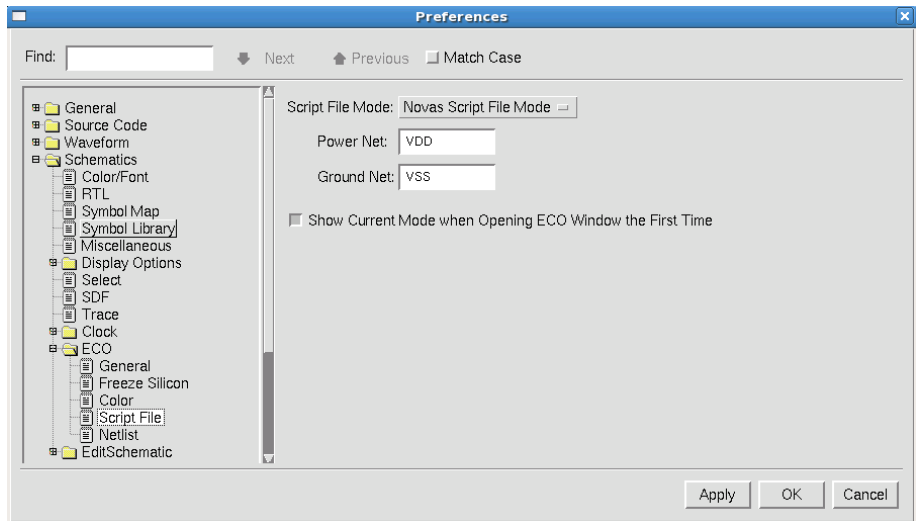 Preferences
Find:
Next
Previous
Match Case
General
Source Code
Waveform
Schematics
Color/Font
RTL
Symbol Map
Symbol Library
Miscellaneous
Display Options
Select
SDF
Trace
Clock
ECO
General
Freeze Silicon
Color
Script File
Netlist
EditSchematic
Script File Mode: Novas Script File Mode
Power Net: VDD
Ground Net: VSS
Show Current Mode when Opening ECO Window the First Time
Apply
OK
Cancel